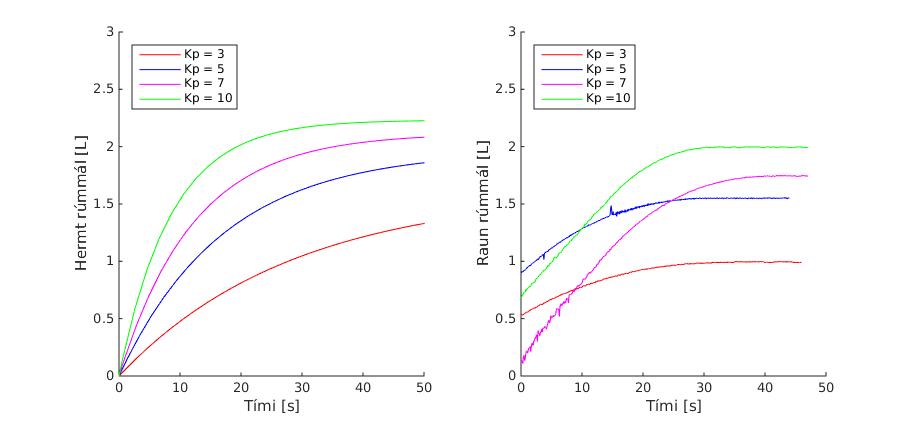 3
2.5
2
1.5
1
0.5
0
0
10
20
30
40
50
Hermt rúmmál [L]
Tími [s]
Kp = 3
Kp = 5
Kp = 7
Kp = 10
3
2.5
2
1.5
1
0.5
0
0
10
20
30
40
50
Raun rúmmál [L]
Tími [s]
Kp = 3
Kp = 5
Kp = 7
Kp =10